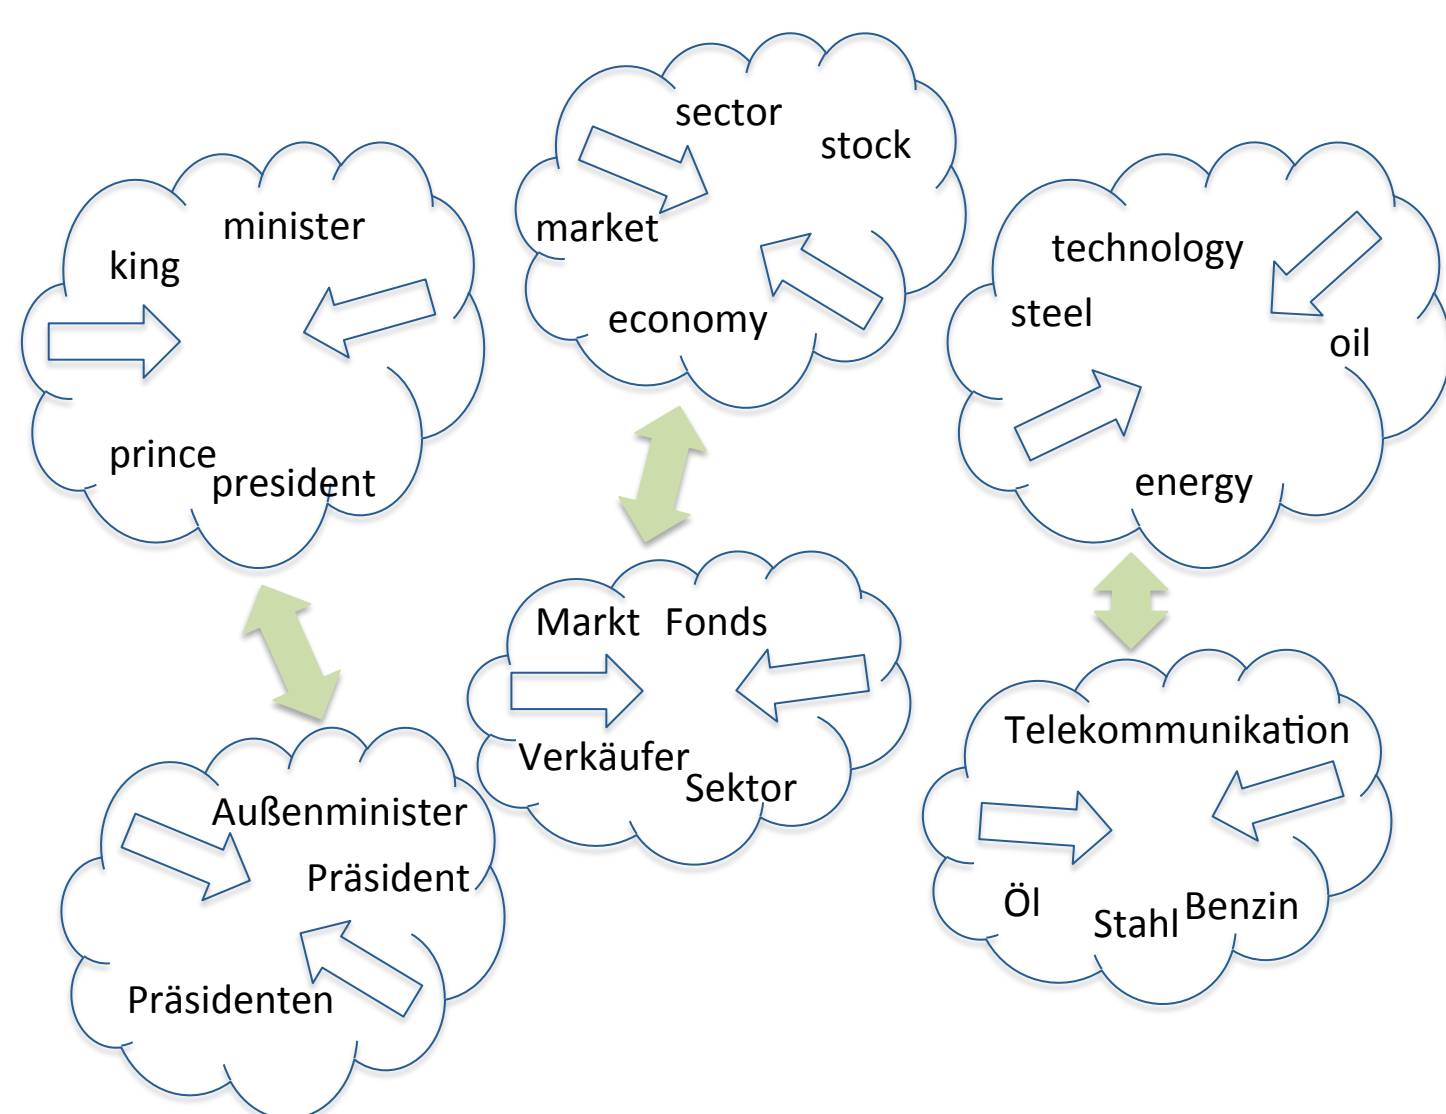 king
minister
prince
president
sector
stock
market
economy
technology
steel
oil
energy
Außenminister
Präsident
Präsidenten
Markt Fonds
Verkäufer
Sektor
Telekommunikation
Öl
Stahl
Benzin